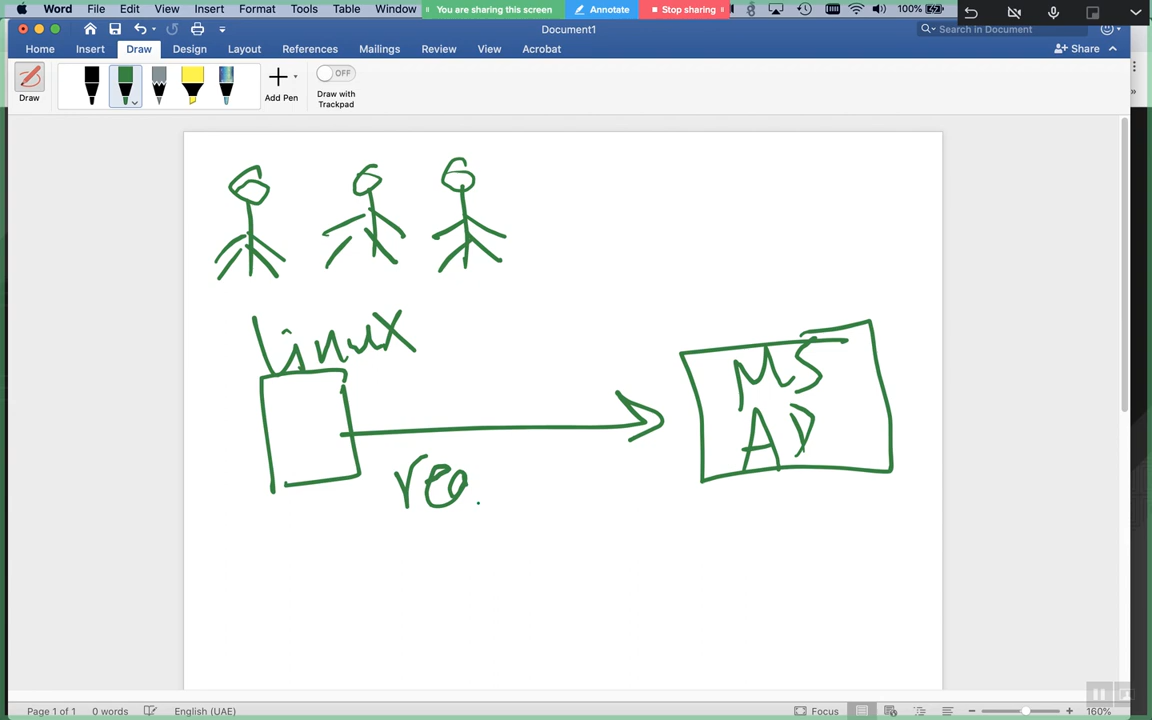 Word File Edit View Insert Format Tools Table Window You are sharing this screen Annotate Stop sharing 100%
Document1
Search in Document
Home Insert Draw Design Layout References Mailings Review View Acrobat
Share
OFF
Draw
Add Pen
Draw with Trackpad
Linux
MS
AD
Page 1 of 1 0 words English (UAE) Focus 160%